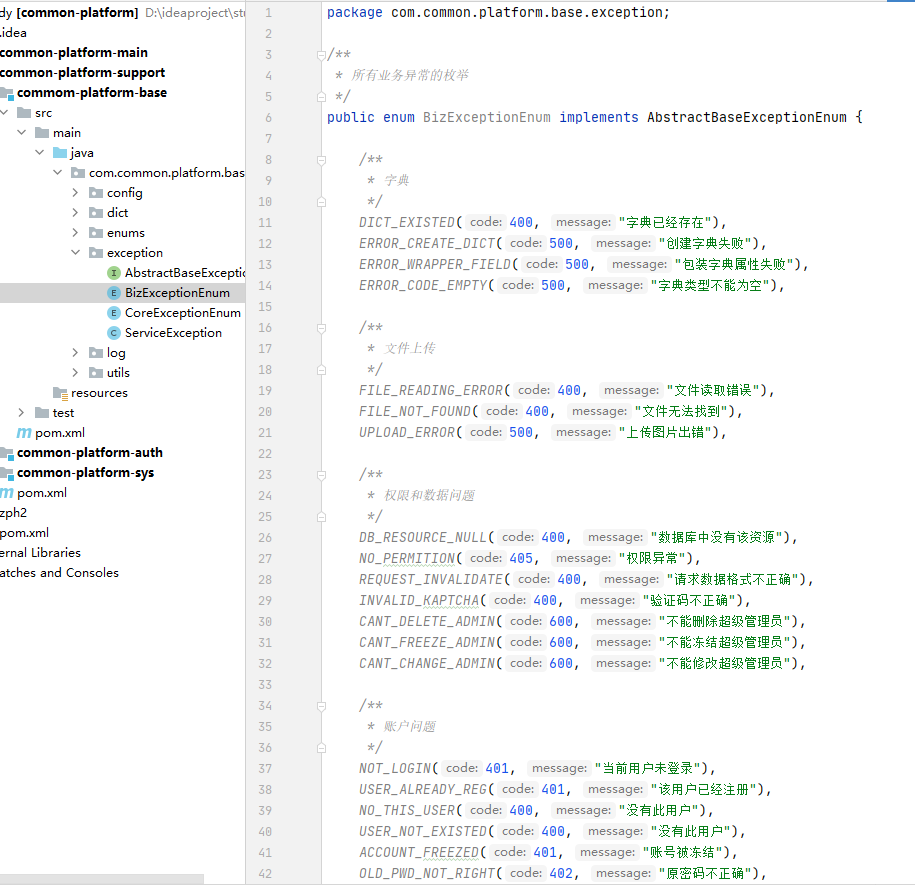 dy [common-platform] D:\ideaproject\stu
.idea
common-platform-main
common-platform-support
commom-platform-base
src
main
java
com.common.platform.bas
config
dict
enums
exception
AbstractBaseExceptic
BizExceptionEnum
CoreExceptionEnum
ServiceException
log
utils
resources
test
pom.xml
common-platform-auth
common-platform-sys
pom.xml
zph2
pom.xml
ernal Libraries
atches and Consoles
1 package com.common.platform.base.exception;
2
3 /**
4 * 所有业务异常的枚举
5 */
6 public enum BizExceptionEnum implements AbstractBaseExceptionEnum {
7
8 /**
9 * 字典
10 */
11 DICT_EXISTED( code: 400, message: "字典已经存在"),
12 ERROR_CREATE_DICT( code: 500, message: "创建字典失败"),
13 ERROR_WRAPPER_FIELD( code: 500, message: "包装字典属性失败"),
14 ERROR_CODE_EMPTY( code: 500, message: "字典类型不能为空"),
15
16 /**
17 * 文件上传
18 */
19 FILE_READING_ERROR( code: 400, message: "文件读取错误"),
20 FILE_NOT_FOUND( code: 400, message: "文件无法找到"),
21 UPLOAD_ERROR( code: 500, message: "上传图片出错"),
22
23 /**
24 * 权限和数据问题
25 */
26 DB_RESOURCE_NULL( code: 400, message: "数据库中没有该资源"),
27 NO_PERMITION( code: 405, message: "权限异常"),
28 REQUEST_INVALIDATE( code: 400, message: "请求数据格式不正确"),
29 INVALID_KAPTCHA( code: 400, message: "验证码不正确"),
30 CANT_DELETE_ADMIN( code: 600, message: "不能删除超级管理员"),
31 CANT_FREEZE_ADMIN( code: 600, message: "不能冻结超级管理员"),
32 CANT_CHANGE_ADMIN( code: 600, message: "不能修改超级管理员"),
33
34 /**
35 * 账户问题
36 */
37 NOT_LOGIN( code: 401, message: "当前用户未登录"),
38 USER_ALREADY_REG( code: 401, message: "该用户已经注册"),
39 NO_THIS_USER( code: 400, message: "没有此用户"),
40 USER_NOT_EXISTED( code: 400, message: "没有此用户"),
41 ACCOUNT_FREEZED( code: 401, message: "账号被冻结"),
42 OLD_PWD_NOT_RIGHT( code: 402, message: "原密码不正确"),